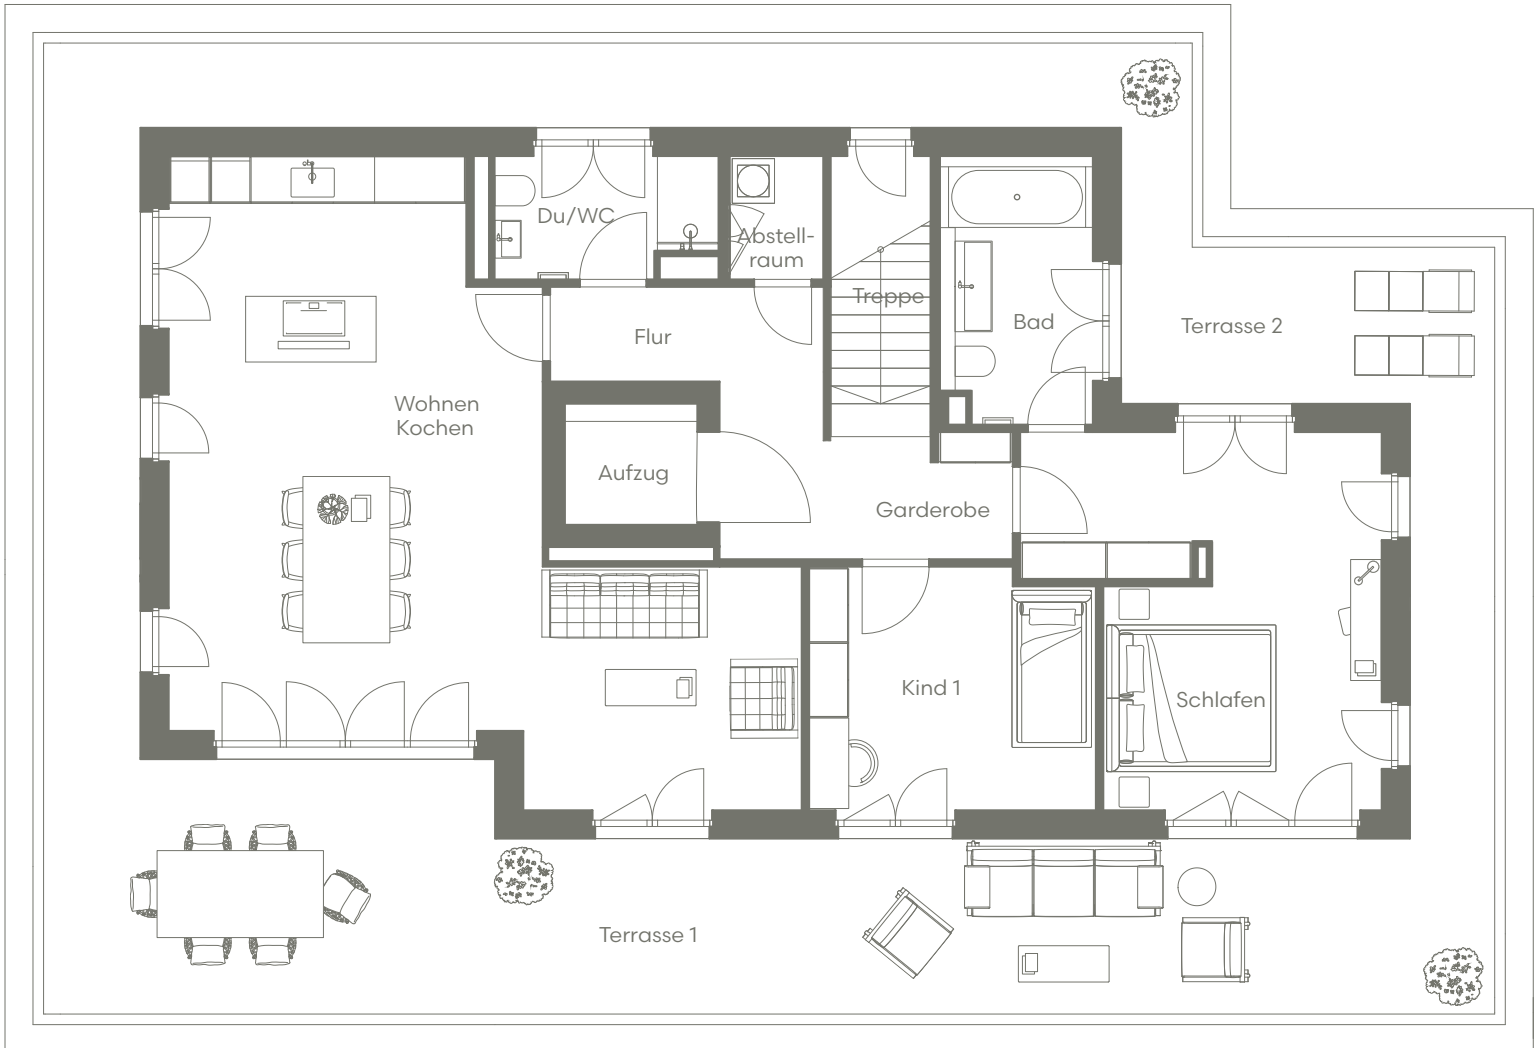 Du/WC
Abstell-
raum
Treppe
Flur
Bad
Terrasse 2
Wohnen
Kochen
Aufzug
Garderobe
Kind 1
Schlafen
Terrasse 1